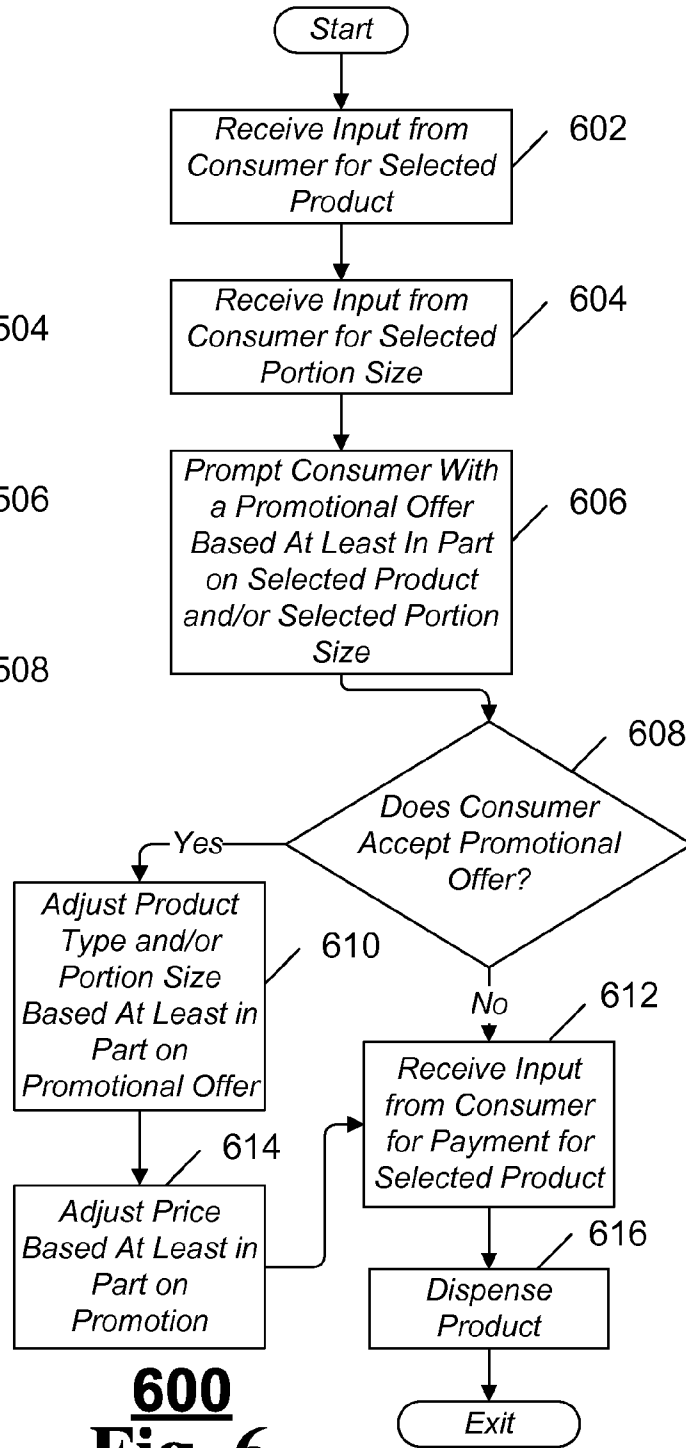 Start
Receive Input from
Consumer for Selected
Product
602
Receive Input from
Consumer for Selected
Portion Size
604
504
Prompt Consumer With
a Promotional Offer
Based At Least In Part
on Selected Product
and/or Selected Portion
Size
606
506
508
608
Does Consumer
Accept Promotional
Offer?
Yes
No
Adjust Product
Type and/or
Portion Size
Based At Least in
Part on
Promotional Offer
610
612
Receive Input
from Consumer
for Payment for
Selected Product
614
Adjust Price
Based At Least in
Part on
Promotion
616
Dispense
Product
Exit
600
Fig. 6